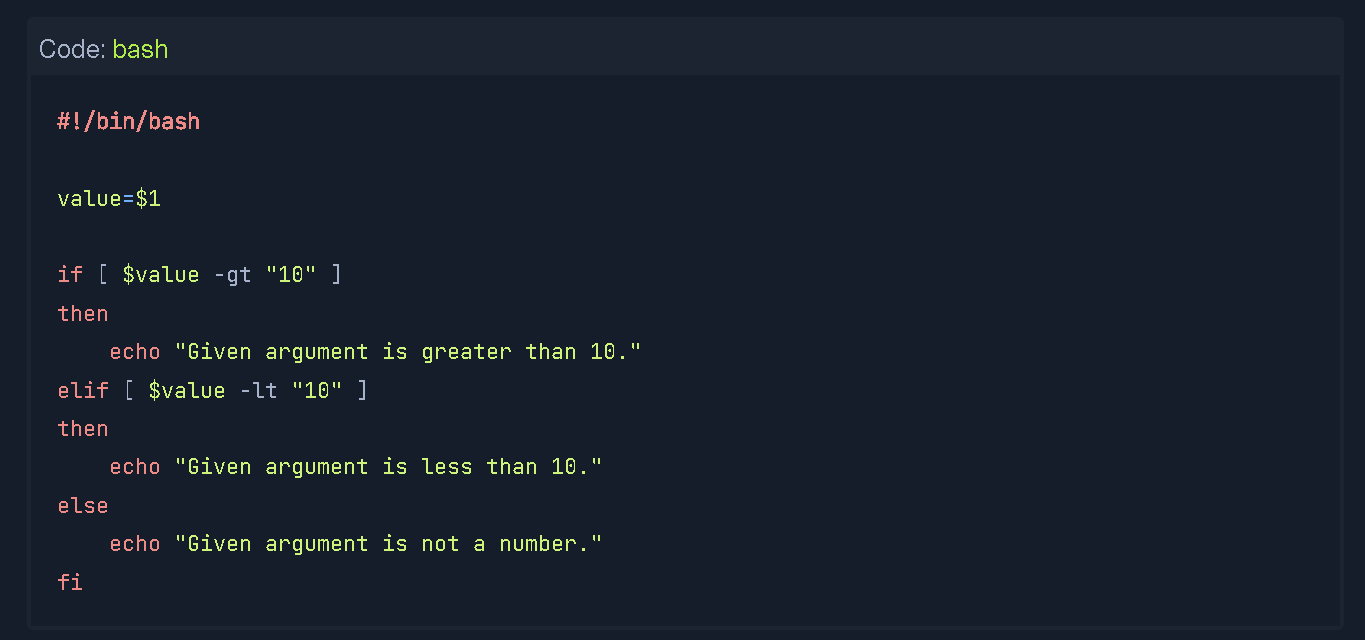 Code: bash
#!/bin/bash
value=$1
if [ $value -gt "10" ]
then
    echo "Given argument is greater than 10."
elif [ $value -lt "10" ]
then
    echo "Given argument is less than 10."
else
    echo "Given argument is not a number."
fi